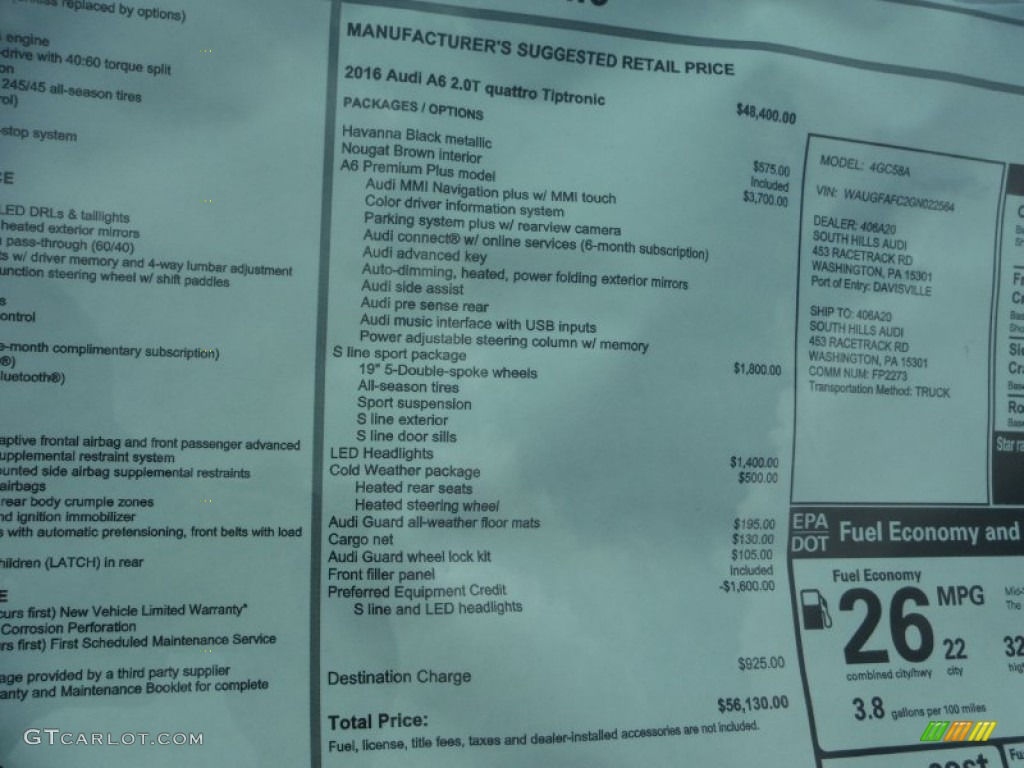 replaced by options)
engine
drive with 40:60 torque split
245/45 all-season tires
stop system
LED DRLs & taillights
heated exterior mirrors
pass-through (60/40)
w/ driver memory and 4-way lumbar adjustment
steering wheel w/ shift paddles
-month complimentary subscription)
frontal airbag and front passenger advanced
supplemental restraint system
side airbag supplemental restraints
airbags
rear body crumple zones
ignition immobilizer
with automatic pretensioning, front belts with load
(LATCH) in rear
first) New Vehicle Limited Warranty*
Corrosion Perforation
first) First Scheduled Maintenance Service
provided by a third party supplier
and Maintenance Booklet for complete
MANUFACTURER'S SUGGESTED RETAIL PRICE
2016 Audi A6 2.0T quattro Tiptronic $48,400.00
PACKAGES / OPTIONS
Havanna Black metallic $575.00
Nougat Brown interior Included
A6 Premium Plus model $3,700.00
Audi MMI Navigation plus w/ MMI touch
Color driver information system
Parking system plus w/ rearview camera
Audi connect® w/ online services (6-month subscription)
Audi advanced key
Auto-dimming, heated, power folding exterior mirrors
Audi side assist
Audi pre sense rear
Audi music interface with USB inputs
Power adjustable steering column w/ memory
S line sport package $1,800.00
19" 5-Double-spoke wheels
All-season tires
Sport suspension
S line exterior
S line door sills
LED Headlights $1,400.00
Cold Weather package $500.00
Heated rear seats
Heated steering wheel
Audi Guard all-weather floor mats $195.00
Cargo net $130.00
Audi Guard wheel lock kit $105.00
Front filler panel Included
Preferred Equipment Credit -$1,600.00
S line and LED headlights
Destination Charge $925.00
Total Price: $56,130.00
Fuel, license, title fees, taxes and dealer-installed accessories are not included.
MODEL: 4GC58A
VIN: WAUGFAFC2GN022564
DEALER: 406A20
SOUTH HILLS AUDI
453 RACETRACK RD
WASHINGTON, PA 15301
Port of Entry: DAVISVILLE
SHIP TO: 406A20
SOUTH HILLS AUDI
453 RACETRACK RD
WASHINGTON, PA 15301
COMM NUM: FP2273
Transportation Method: TRUCK
Star
EPA
DOT Fuel Economy and
Fuel Economy
26 MPG
22
32
combined city/hwy city
3.8 gallons per 100 miles
GTCARLOT.COM